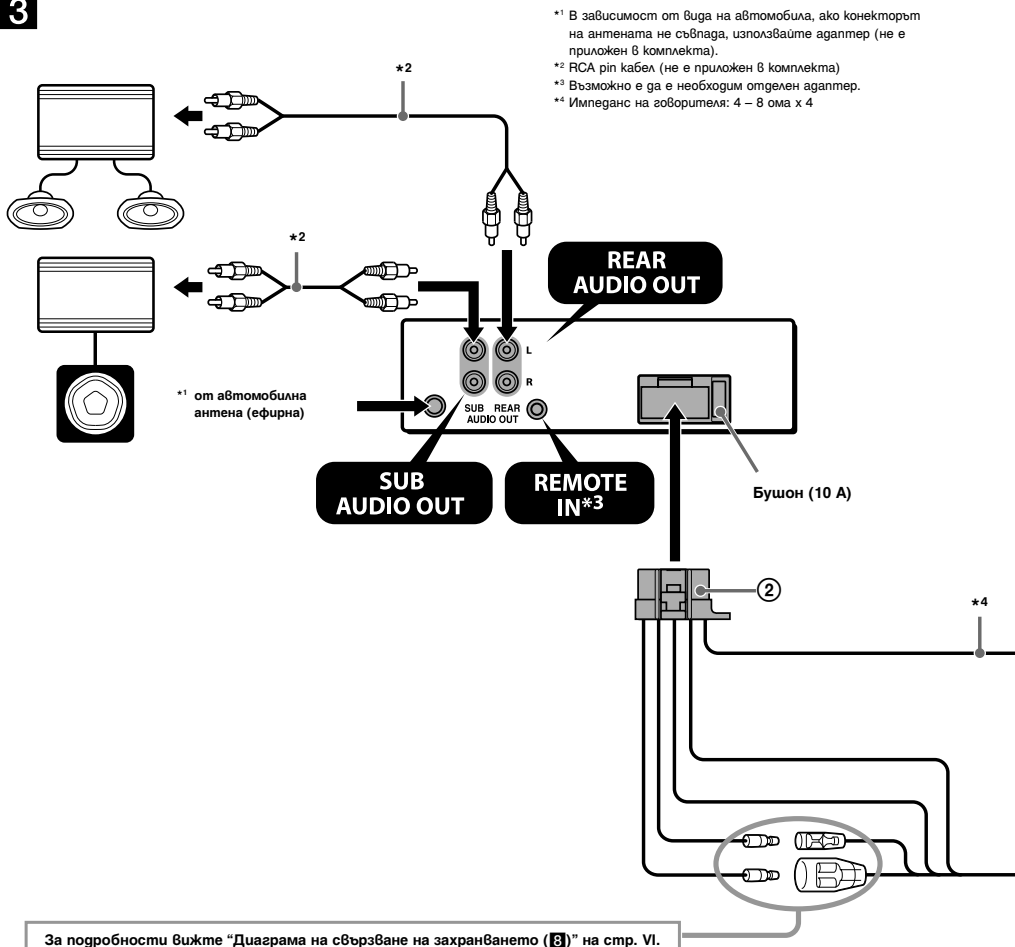 3
*1 В зависимост от вида на автомобила, ако конекторът
на антената не съвпада, използвайте адаптер (не е
приложен в комплекта).
*2 RCA pin кабел (не е приложен в комплекта)
*3 Възможно е да е необходим отделен адаптер.
*4 Импеданс на говорителя: 4 – 8 ома x 4
*2
*2
REAR
AUDIO OUT
L
R
*1 от автомобилна
антена (ефирна)
SUB REAR
AUDIO OUT
SUB
AUDIO OUT
REMOTE
IN*3
Бушон (10 A)
2
*4
За подробности вижте “Диаграма на свързване на захранването (8)” на стр. VI.